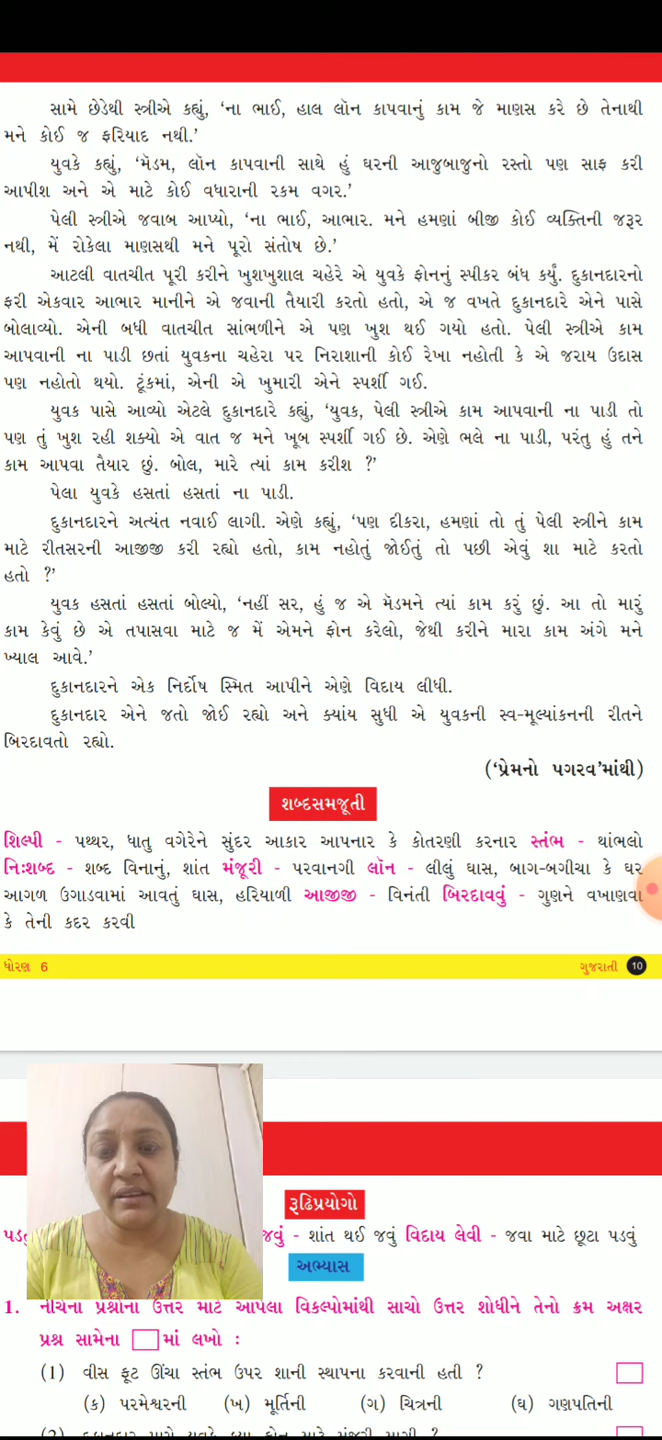 સામે છેડેથી સ્ત્રીએ કહ્યું, ‘ના ભાઈ, હાલ લૉન કાપવાનું કામ જે માણસ કરે છે તેનાથી
મને કોઈ જ ફરિયાદ નથી.’
યુવકે કહ્યું, ‘મૅડમ, લૉન કાપવાની સાથે હું ઘરની આજુબાજુનો રસ્તો પણ સાફ કરી
આપીશ અને એ માટે કોઈ વધારાની રકમ વગર.’
પેલી સ્ત્રીએ જવાબ આપ્યો, ‘ના ભાઈ, આભાર. મને હમણાં બીજી કોઈ વ્યક્તિની જરૂર
નથી, મેં રોકેલા માણસથી મને પૂરો સંતોષ છે.’
આટલી વાતચીત પૂરી કરીને ખુશખુશાલ ચહેરે એ યુવકે ફોનનું સ્પીકર બંધ કર્યું. દુકાનદારનો
ફરી એકવાર આભાર માનીને એ જવાની તૈયારી કરતો હતો, એ જ વખતે દુકાનદારે એને પાસે
બોલાવ્યો. એની બધી વાતચીત સાંભળીને એ પણ ખુશ થઈ ગયો હતો. પેલી સ્ત્રીએ કામ
આપવાની ના પાડી છતાં યુવકના ચહેરા પર નિરાશાની કોઈ રેખા નહોતી કે એ જરાય ઉદાસ
પણ નહોતો થયો. ટૂંકમાં, એની એ ખુમારી એને સ્પર્શી ગઈ.
યુવક પાસે આવ્યો એટલે દુકાનદારે કહ્યું, ‘યુવક, પેલી સ્ત્રીએ કામ આપવાની ના પાડી તો
પણ તું ખુશ રહી શક્યો એ વાત જ મને ખૂબ સ્પર્શી ગઈ છે. એણે ભલે ના પાડી, પરંતુ હું તને
કામ આપવા તૈયાર છું. બોલ, મારે ત્યાં કામ કરીશ ?’
પેલા યુવકે હસતાં હસતાં ના પાડી.
દુકાનદારને અત્યંત નવાઈ લાગી. એણે કહ્યું, ‘પણ દીકરા, હમણાં તો તું પેલી સ્ત્રીને કામ
માટે રીતસરની આજીજી કરી રહ્યો હતો, કામ નહોતું જોઈતું તો પછી એવું શા માટે કરતો
હતો ?’
યુવક હસતાં હસતાં બોલ્યો, ‘નહીં સર, હું જ એ મૅડમને ત્યાં કામ કરું છું. આ તો મારું
કામ કેવું છે એ તપાસવા માટે જ મેં એમને ફોન કરેલો, જેથી કરીને મારા કામ અંગે મને
ખ્યાલ આવે.’
દુકાનદારને એક નિર્દોષ સ્મિત આપીને એણે વિદાય લીધી.
દુકાનદાર એને જતો જોઈ રહ્યો અને ક્યાંય સુધી એ યુવકની સ્વ-મૂલ્યાંકનની રીતને
બિરદાવતો રહ્યો.
(‘પ્રેમનો પગરવ’માંથી)
શબ્દસમજૂતી
શિલ્પી - પથ્થર, ધાતુ વગેરેને સુંદર આકાર આપનાર કે કોતરણી કરનાર સ્તંભ - થાંભલો
નિઃશબ્દ - શબ્દ વિનાનું, શાંત મંજૂરી - પરવાનગી લૉન - લીલું ઘાસ, બાગ-બગીચા કે ઘર
આગળ ઉગાડવામાં આવતું ઘાસ, હરિયાળી આજીજી - વિનંતી બિરદાવવું - ગુણને વખાણવા
કે તેની કદર કરવી
ધોરણ 6
ગુજરાતી 10
રૂઢિપ્રયોગો
જવું - શાંત થઈ જવું વિદાય લેવી - જવા માટે છૂટા પડવું
અભ્યાસ
1. નીચેના પ્રશ્નોના ઉત્તર માટે આપેલા વિકલ્પોમાંથી સાચો ઉત્તર શોધીને તેનો ક્રમ અક્ષર
પ્રશ્ન સામેના માં લખો :
(1) વીસ ફૂટ ઊંચા સ્તંભ ઉપર શાની સ્થાપના કરવાની હતી ?
(ક) પરમેશ્વરની (ખ) મૂર્તિની (ગ) ચિત્રની (ઘ) ગણપતિની